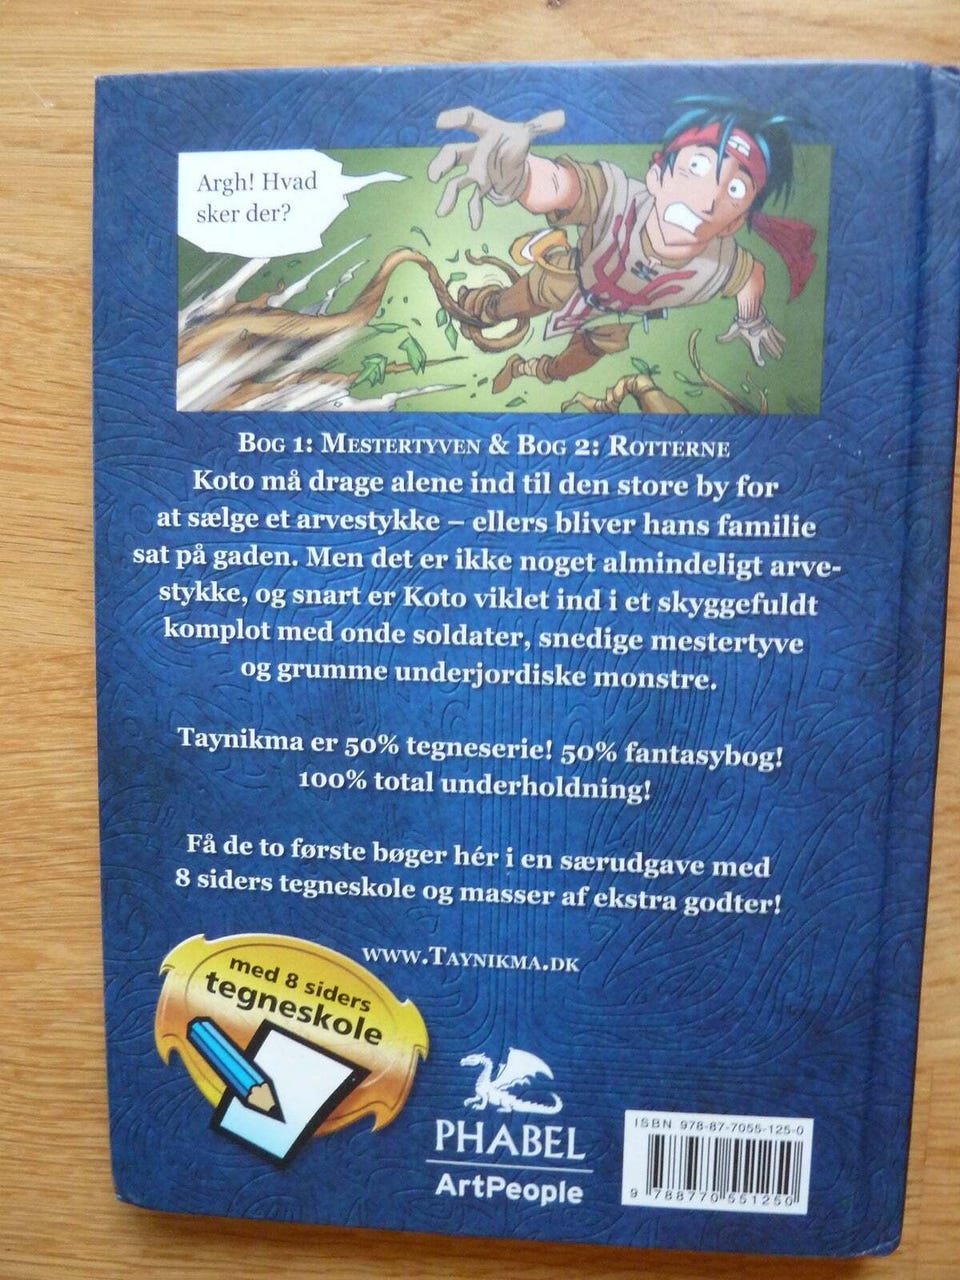 Argh! Hvad
sker der?
Bog 1: Mestertyven & Bog 2: Rotterne
Koto må drage alene ind til den store by for
at sælge et arvestykke – ellers bliver hans familie
sat på gaden. Men det er ikke noget almindeligt arve-
stykke, og snart er Koto viklet ind i et skyggefuldt
komplot med onde soldater, snedige mestertyve
og grumme underjordiske monstre.
Taynikma er 50% tegneserie! 50% fantasybog!
100% total underholdning!
Få de to første bøger hér i en særudgave med
8 siders tegneskole og masser af ekstra godter!
www.Taynikma.dk
med 8 siders
tegneskole
PHABEL
ArtPeople
ISBN 978-87-7055-125-0
9 788770 551250